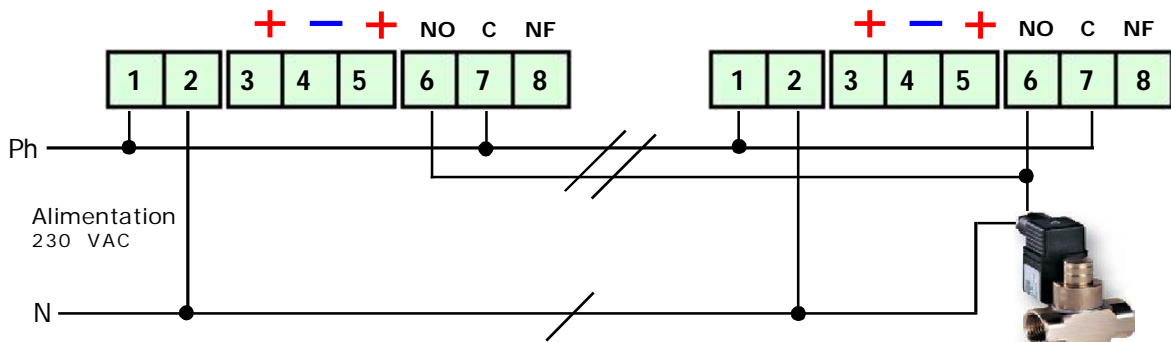 + − + NO C NF + − + NO C NF
1 2 3 4 5 6 7 8 1 2 3 4 5 6 7 8
Ph
Alimentation
230 VAC
N